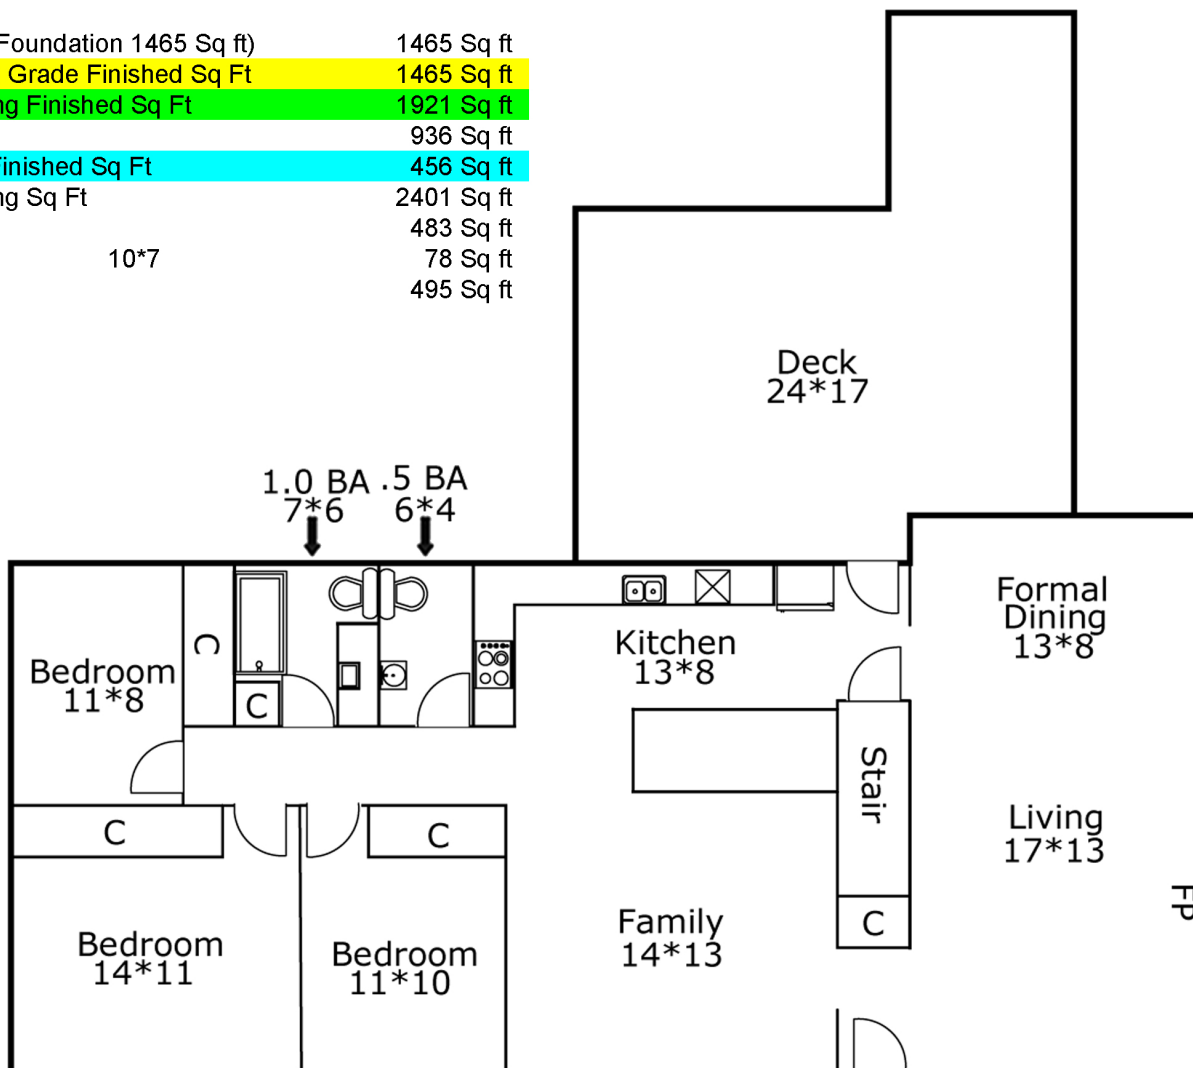 Foundation 1465 Sq ft) 1465 Sq ft
Grade Finished Sq Ft 1465 Sq ft
ng Finished Sq Ft 1921 Sq ft
936 Sq ft
Finished Sq Ft 456 Sq ft
ng Sq Ft 2401 Sq ft
483 Sq ft
10*7 78 Sq ft
495 Sq ft
Deck
24*17
1.0 BA
7*6
.5 BA
6*4
Formal
Dining
13*8
Kitchen
13*8
Bedroom
11*8
C
C
Stair
Living
17*13
C
C
FP
C
Family
14*13
Bedroom
14*11
Bedroom
11*10